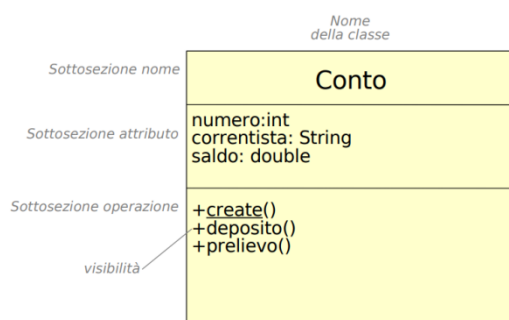 Nome
della classe
Sottosezione nome
Conto
Sottosezione attributo
numero:int
correntista: String
saldo: double
Sottosezione operazione
+create()
+deposito()
+prelievo()
visibilità